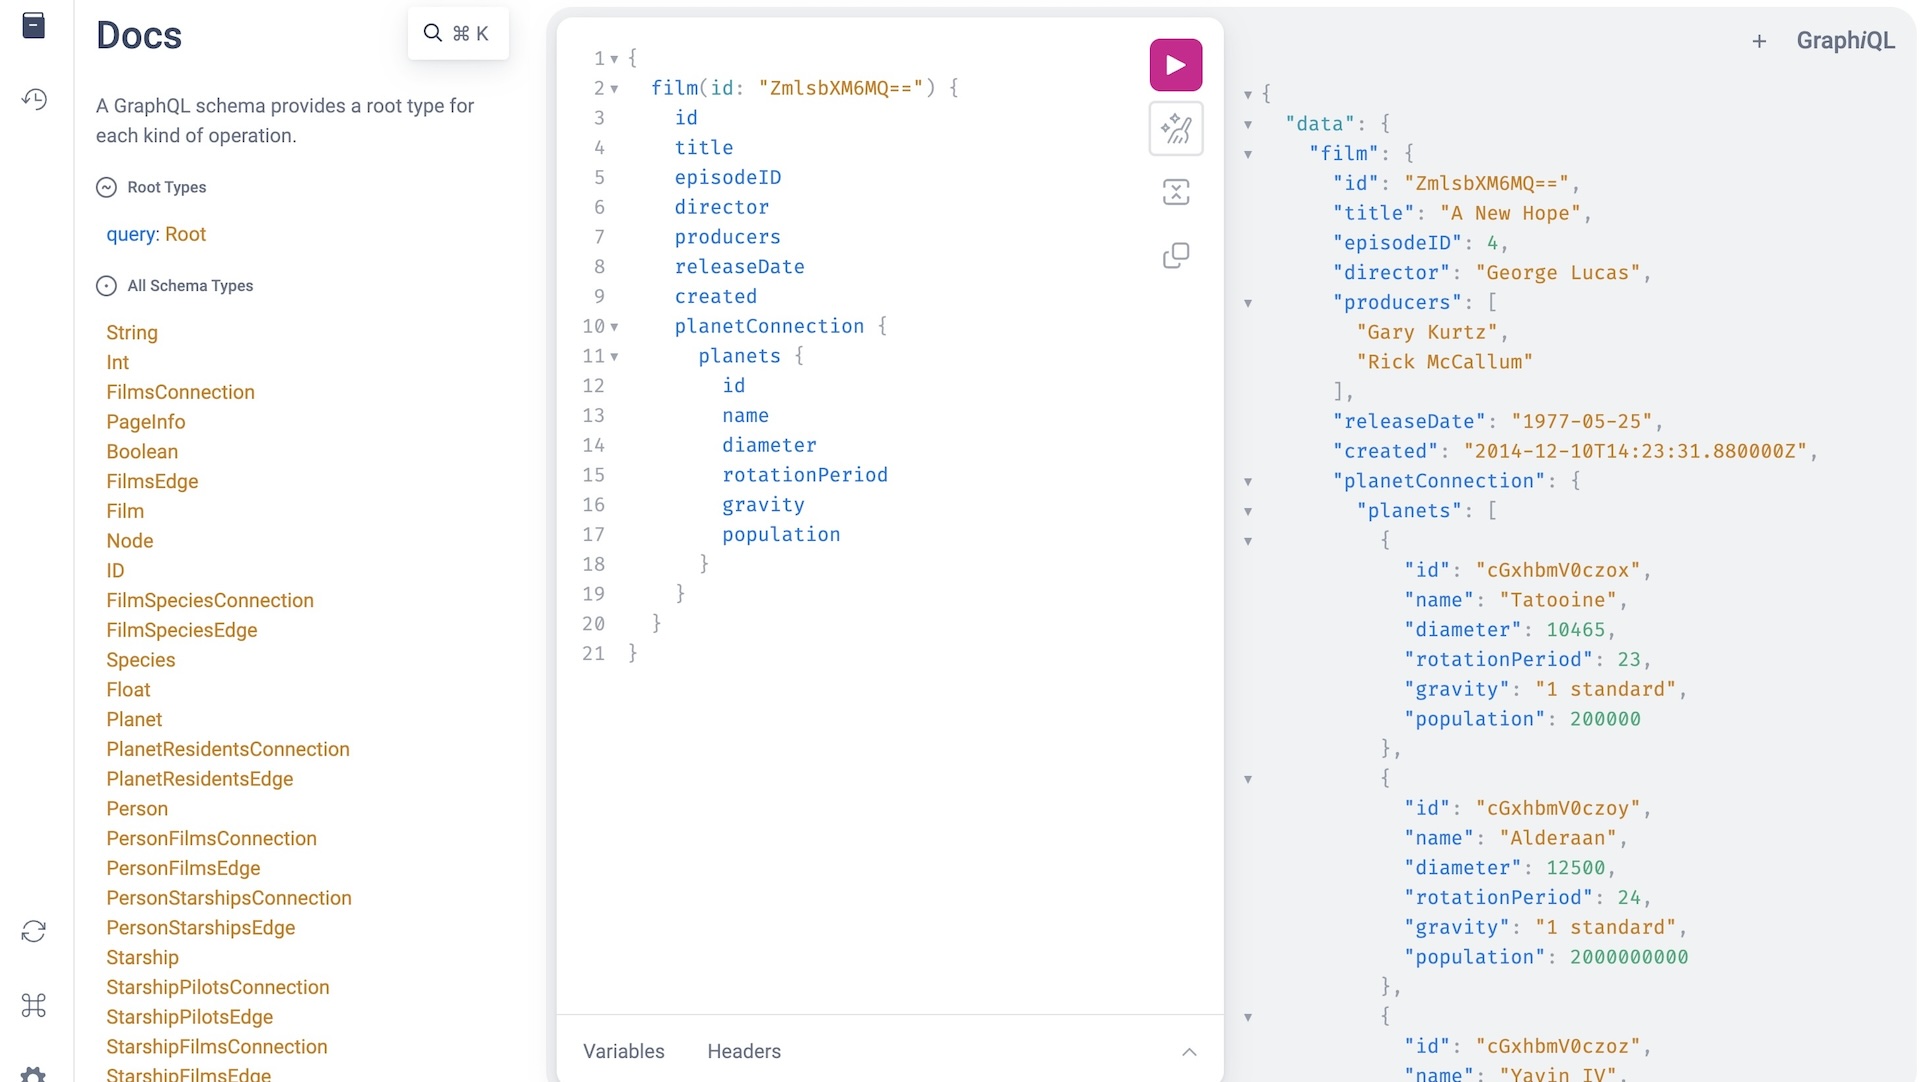 Docs
⌘ K
A GraphQL schema provides a root type for
each kind of operation.
Root Types
query: Root
All Schema Types
String
Int
FilmsConnection
PageInfo
Boolean
FilmsEdge
Film
Node
ID
FilmSpeciesConnection
FilmSpeciesEdge
Species
Float
Planet
PlanetResidentsConnection
PlanetResidentsEdge
Person
PersonFilmsConnection
PersonFilmsEdge
PersonStarshipsConnection
PersonStarshipsEdge
Starship
StarshipPilotsConnection
StarshipPilotsEdge
StarshipFilmsConnection
StarshipFilmsEdge
1 {
2 film(id: "ZmlsbXM6MQ==") {
3 id
4 title
5 episodeID
6 director
7 producers
8 releaseDate
9 created
10 planetConnection {
11 planets {
12 id
13 name
14 diameter
15 rotationPeriod
16 gravity
17 population
18 }
19 }
20 }
21 }
Variables Headers
+ GraphiQL
{
"data": {
"film": {
"id": "ZmlsbXM6MQ==",
"title": "A New Hope",
"episodeID": 4,
"director": "George Lucas",
"producers": [
"Gary Kurtz",
"Rick McCallum"
],
"releaseDate": "1977-05-25",
"created": "2014-12-10T14:23:31.880000Z",
"planetConnection": {
"planets": [
{
"id": "cGxhbmV0czox",
"name": "Tatooine",
"diameter": 10465,
"rotationPeriod": 23,
"gravity": "1 standard",
"population": 200000
},
{
"id": "cGxhbmV0czoy",
"name": "Alderaan",
"diameter": 12500,
"rotationPeriod": 24,
"gravity": "1 standard",
"population": 2000000000
},
{
"id": "cGxhbmV0czoz",
"name": "Yavin IV",